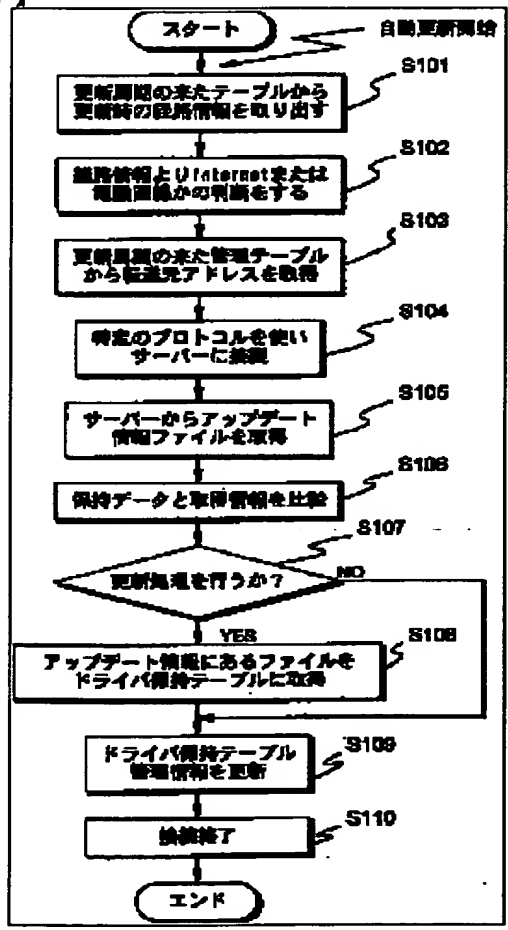 スタート
自動更新開始
S101
更新周期の来たテーブルから
更新時の経路情報を取り出す
S102
経路情報よりInternetまたは
電話回線かの判断をする
S103
更新周期の来た管理テーブル
から転送元アドレスを取得
S104
特定のプロトコルを使い
サーバーに接続
S105
サーバーからアップデート
情報ファイルを取得
S106
保持データと取得情報を比較
S107
更新処理を行うか?
NO
YES
S108
アップデート情報にあるファイルを
ドライバ保持テーブルに取得
S109
ドライバ保持テーブル
管理情報を更新
S110
接続終了
エンド